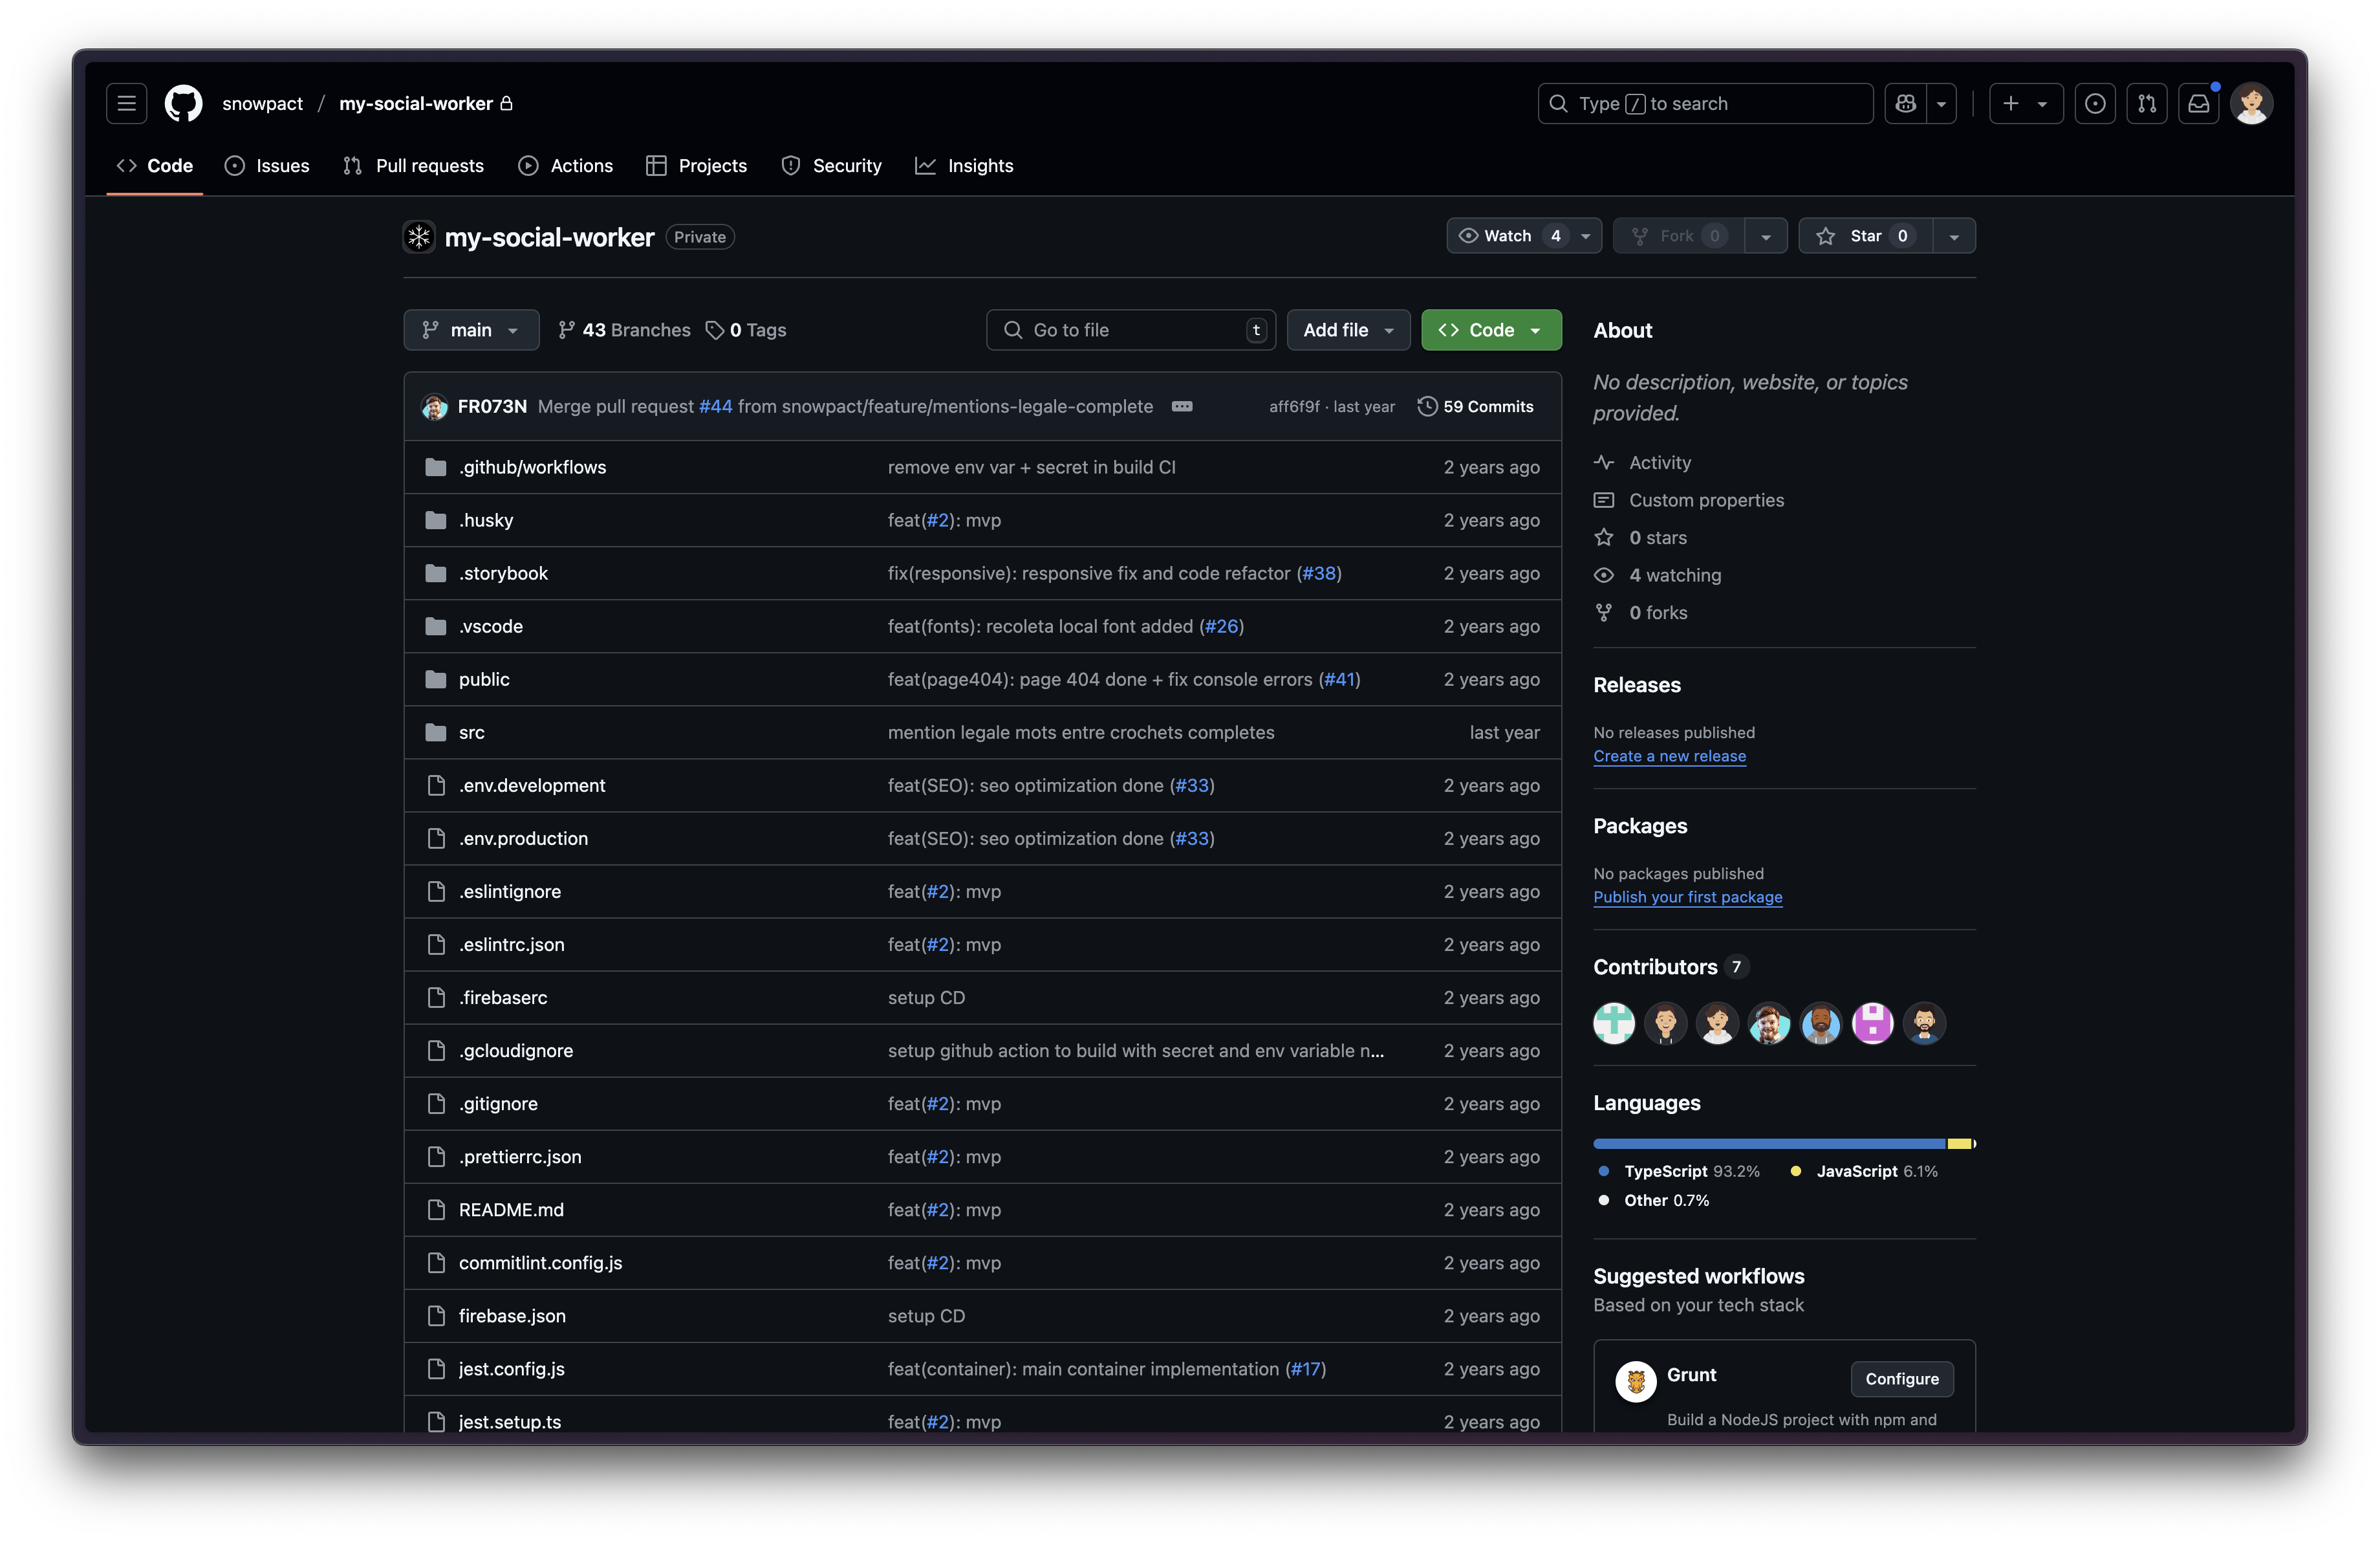 snowpact / my-social-worker
Type / to search
Code
Issues
Pull requests
Actions
Projects
Security
Insights
my-social-worker Private
Watch 4
Fork 0
Star 0
main
43 Branches
0 Tags
Go to file t
Add file
Code
FR073N Merge pull request #44 from snowpact/feature/mentions-legale-complete aff6f9f · last year 59 Commits
.github/workflows remove env var + secret in build CI 2 years ago
.husky feat(#2): mvp 2 years ago
.storybook fix(responsive): responsive fix and code refactor (#38) 2 years ago
.vscode feat(fonts): recoleta local font added (#26) 2 years ago
public feat(page404): page 404 done + fix console errors (#41) 2 years ago
src mention legale mots entre crochets completes last year
.env.development feat(SEO): seo optimization done (#33) 2 years ago
.env.production feat(SEO): seo optimization done (#33) 2 years ago
.eslintignore feat(#2): mvp 2 years ago
.eslintrc.json feat(#2): mvp 2 years ago
.firebaserc setup CD 2 years ago
.gcloudignore setup github action to build with secret and env variable n... 2 years ago
.gitignore feat(#2): mvp 2 years ago
.prettierrc.json feat(#2): mvp 2 years ago
README.md feat(#2): mvp 2 years ago
commitlint.config.js feat(#2): mvp 2 years ago
firebase.json setup CD 2 years ago
jest.config.js feat(container): main container implementation (#17) 2 years ago
jest.setup.ts feat(#2): mvp 2 years ago
About
No description, website, or topics
provided.
Activity
Custom properties
0 stars
4 watching
0 forks
Releases
No releases published
Create a new release
Packages
No packages published
Publish your first package
Contributors 7
Languages
TypeScript 93.2% JavaScript 6.1%
Other 0.7%
Suggested workflows
Based on your tech stack
Grunt
Configure
Build a NodeJS project with npm and